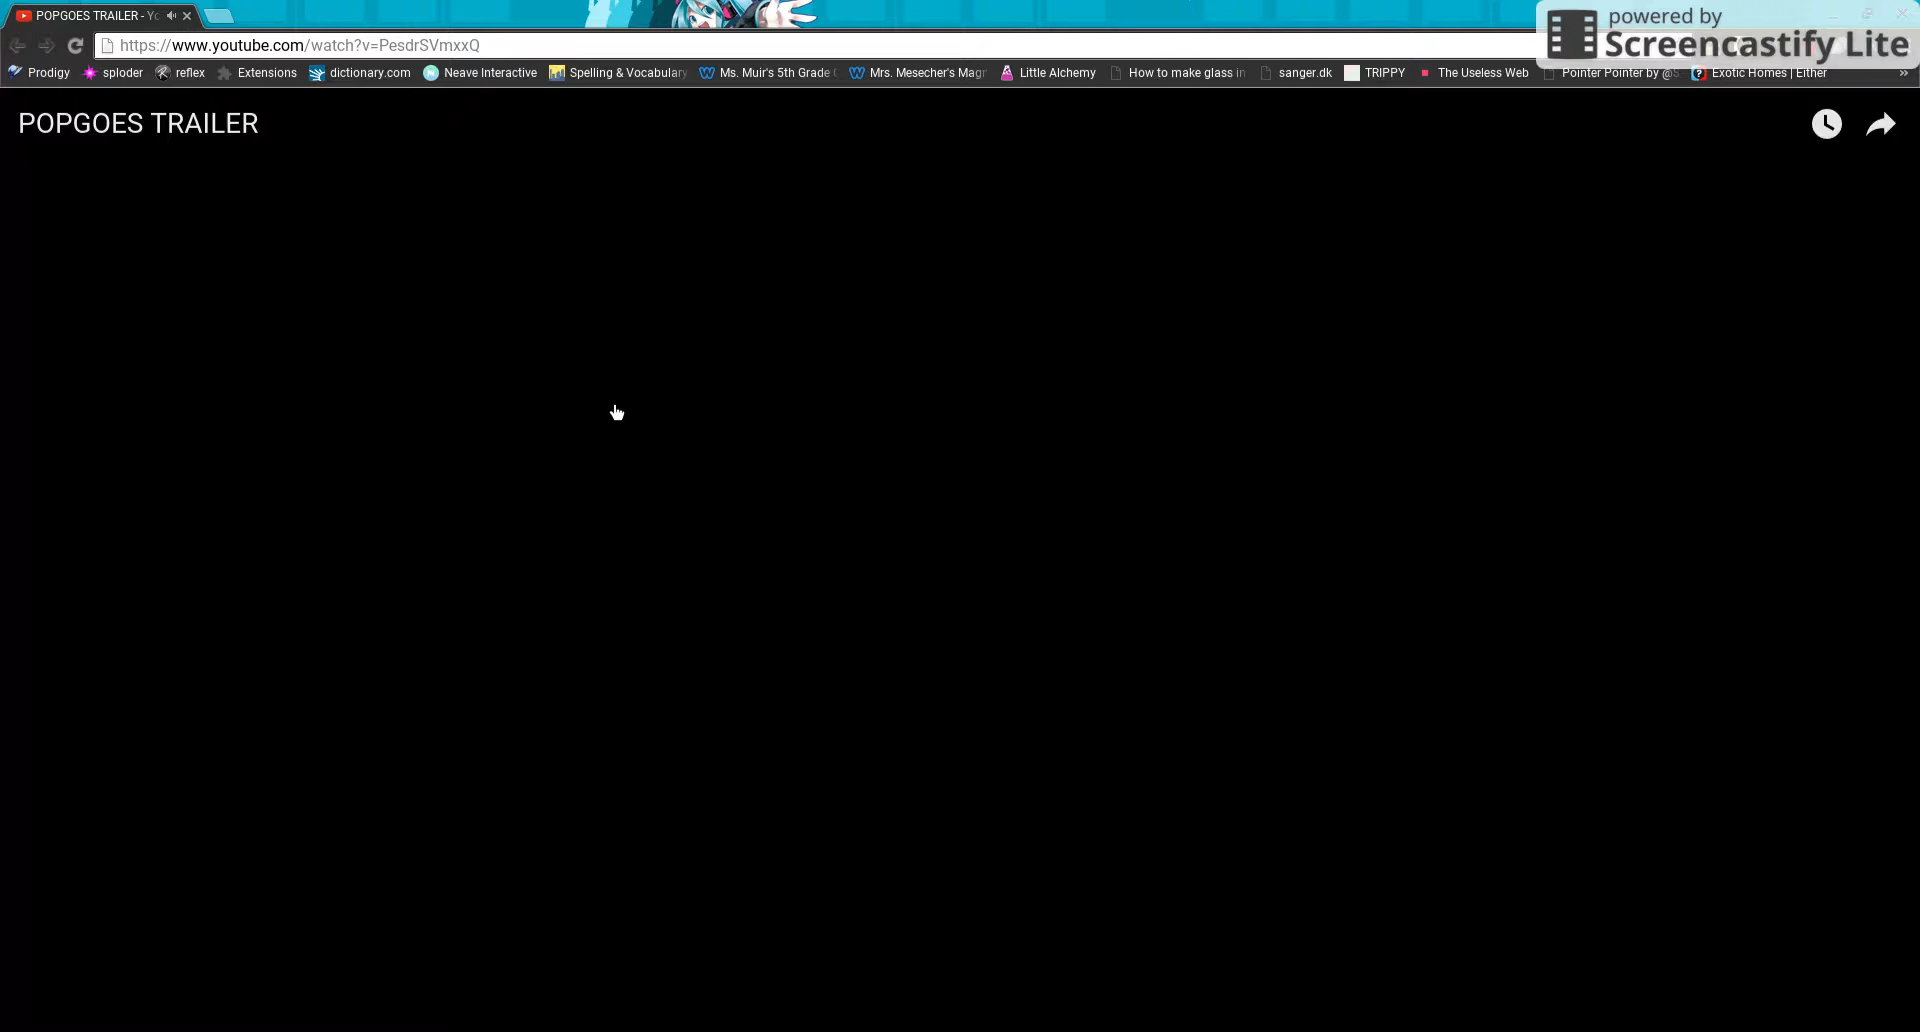 POPGOES TRAILER - Yo
powered by
Screencastify Lite
https://www.youtube.com/watch?v=PesdrSVmxxQ
Prodigy sploder reflex Extensions dictionary.com Neave Interactive Spelling & Vocabulary Ms. Muir's 5th Grade Mrs. Mesecher's Magn Little Alchemy How to make glass in sanger.dk TRIPPY The Useless Web Pointer Pointer by @S Exotic Homes | Either »
POPGOES TRAILER